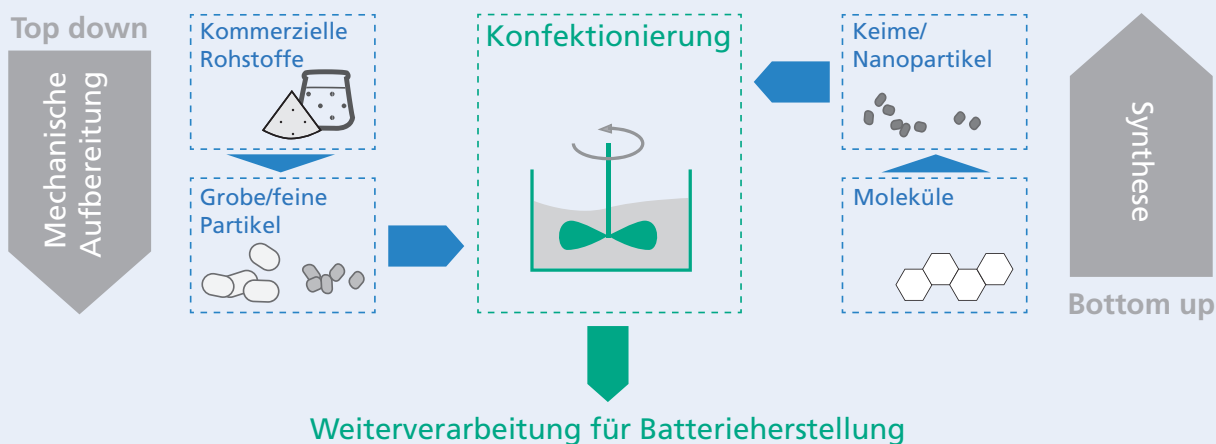 Top down
Mechanische
Aufbereitung
Kommerzielle
Rohstoffe
Grobe/feine
Partikel
Konfektionierung
Keime/
Nanopartikel
Moleküle
Synthese
Bottom up
Weiterverarbeitung für Batterieherstellung